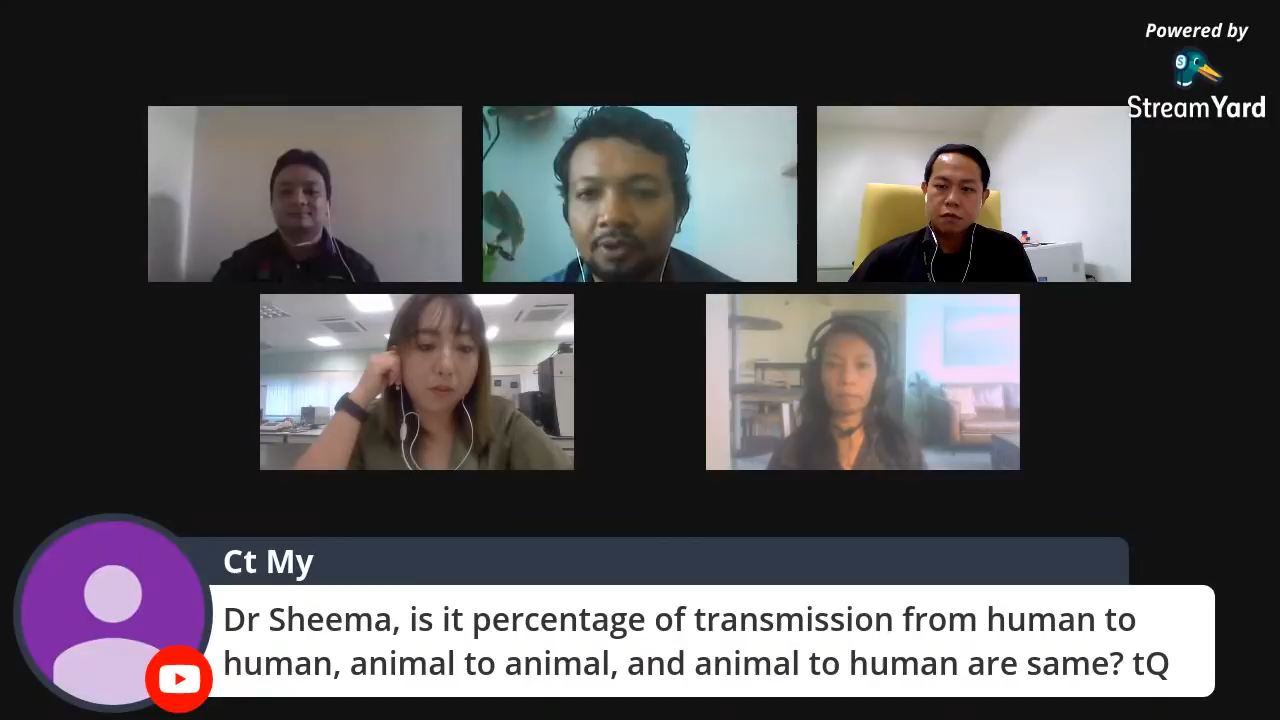 Powered by
StreamYard
Ct My
Dr Sheema, is it percentage of transmission from human to
human, animal to animal, and animal to human are same? tQ